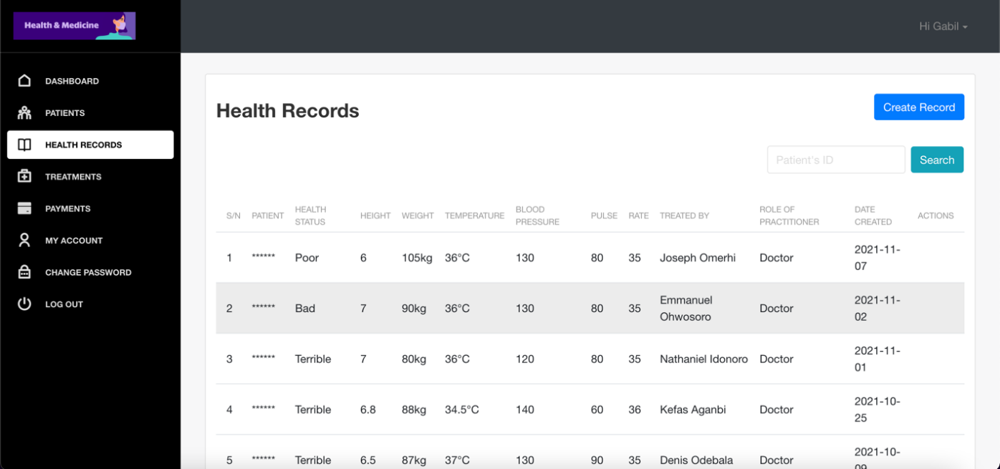 Health & Medicine
Hi Gabil
DASHBOARD
PATIENTS
HEALTH RECORDS
TREATMENTS
PAYMENTS
MY ACCOUNT
CHANGE PASSWORD
LOG OUT
Health Records
Create Record
Patient's ID
Search
S/N PATIENT HEALTH STATUS HEIGHT WEIGHT TEMPERATURE BLOOD PRESSURE PULSE RATE TREATED BY ROLE OF PRACTITIONER DATE CREATED ACTIONS
1 ****** Poor 6 105kg 36°C 130 80 35 Joseph Omerhi Doctor 2021-11-07
2 ****** Bad 7 90kg 36°C 130 80 35 Emmanuel Ohwosoro Doctor 2021-11-02
3 ****** Terrible 7 80kg 36°C 120 80 35 Nathaniel Idonoro Doctor 2021-11-01
4 ****** Terrible 6.8 88kg 34.5°C 140 60 36 Kefas Aganbi Doctor 2021-10-25
5 ****** Terrible 6.5 87kg 37°C 130 90 35 Denis Odebala Doctor 2021-10-09